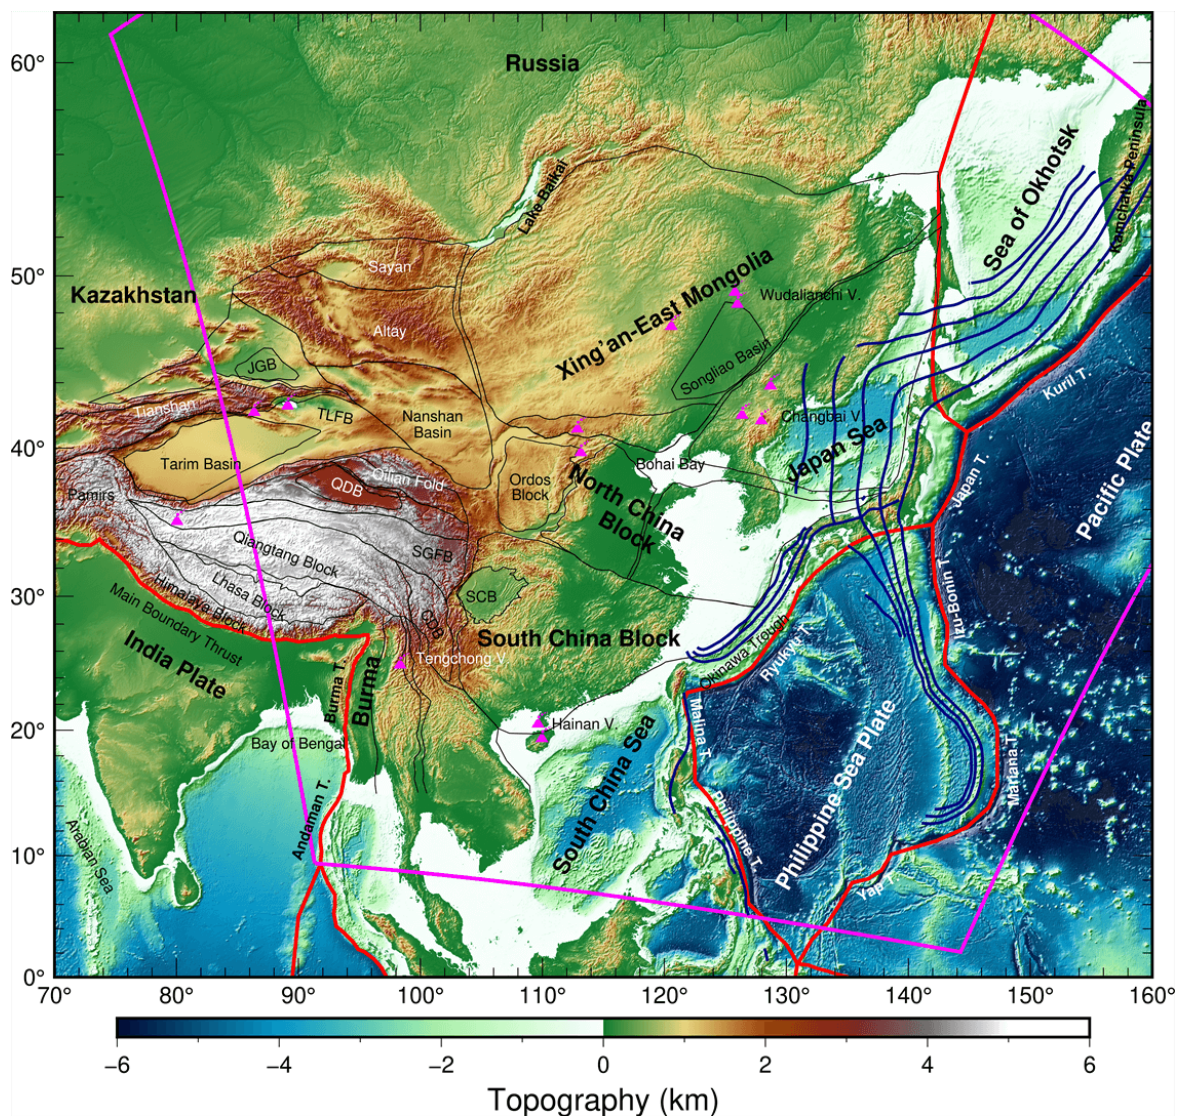 60°
50°
40°
30°
20°
10°
0°
70°
80°
90°
100°
110°
120°
130°
140°
150°
160°
Russia
Sea of Okhotsk
Kamchatka Peninsula
Lake Baikal
Kazakhstan
Sayan
Altay
Xing'an-East Mongolia
Wudalianchi V.
Songliao Basin
JGB
Tianshan
TLFB
Nanshan
Basin
Changbai V.
Japan Sea
Kuril T.
Tarim Basin
Pamirs
QDB
Qilian Fold
Ordos
Block
Bohai Bay
North China
Block
Japan T.
Pacific Plate
Qiangtang Block
SGFB
Lhasa Block
Himalaya Block
Main Boundary Thrust
SCB
CDB
India Plate
South China Block
Tengchong V.
Okinawa Trough
Ryukyu T.
Izu Bonin T.
Burma T.
Burma
Hainan V.
Bay of Bengal
Malina T.
South China Sea
Philippine Sea Plate
Mariana T.
Andaman T.
Arabian Sea
Philippine T.
Yap T.
−6
−4
−2
0
2
4
6
Topography (km)